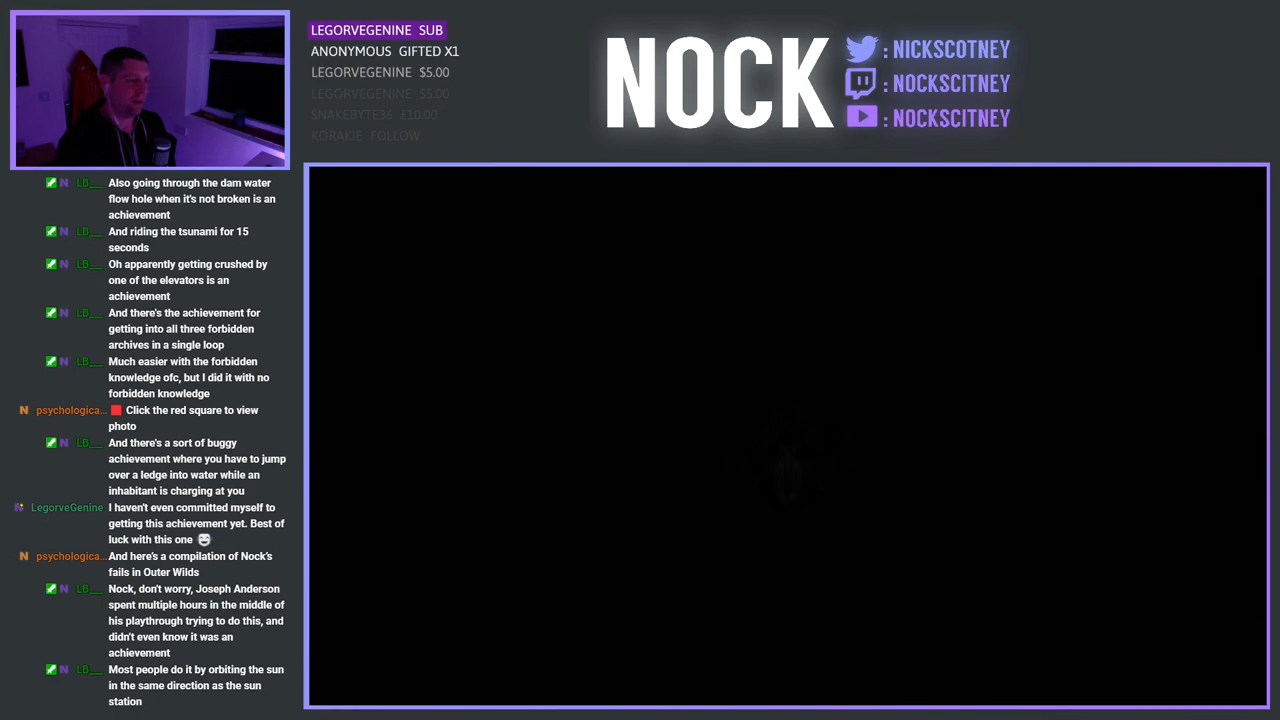 LEGORVEGENINE SUB
ANONYMOUS GIFTED X1
LEGORVEGENINE $5.00
LEGORVEGENINE $5.00
SNAKEBYTE36 £10.00
KORAKIE FOLLOW
NOCK
: NICKSCOTNEY
: NOCKSCITNEY
: NOCKSCITNEY
N LB__ Also going through the dam water
flow hole when it's not broken is an
achievement
N LB__ And riding the tsunami for 15
seconds
N LB__ Oh apparently getting crushed by
one of the elevators is an
achievement
N LB__ And there's the achievement for
getting into all three forbidden
archives in a single loop
N LB__ Much easier with the forbidden
knowledge ofc, but I did it with no
forbidden knowledge
N psychologica... Click the red square to view
photo
N LB__ And there's a sort of buggy
achievement where you have to jump
over a ledge into water while an
inhabitant is charging at you
N LegorveGenine I haven't even committed myself to
getting this achievement yet. Best of
luck with this one
N psychologica... And here's a compilation of Nock's
fails in Outer Wilds
N LB__ Nock, don't worry, Joseph Anderson
spent multiple hours in the middle of
his playthrough trying to do this, and
didn't even know it was an
achievement
N LB__ Most people do it by orbiting the sun
in the same direction as the sun
station